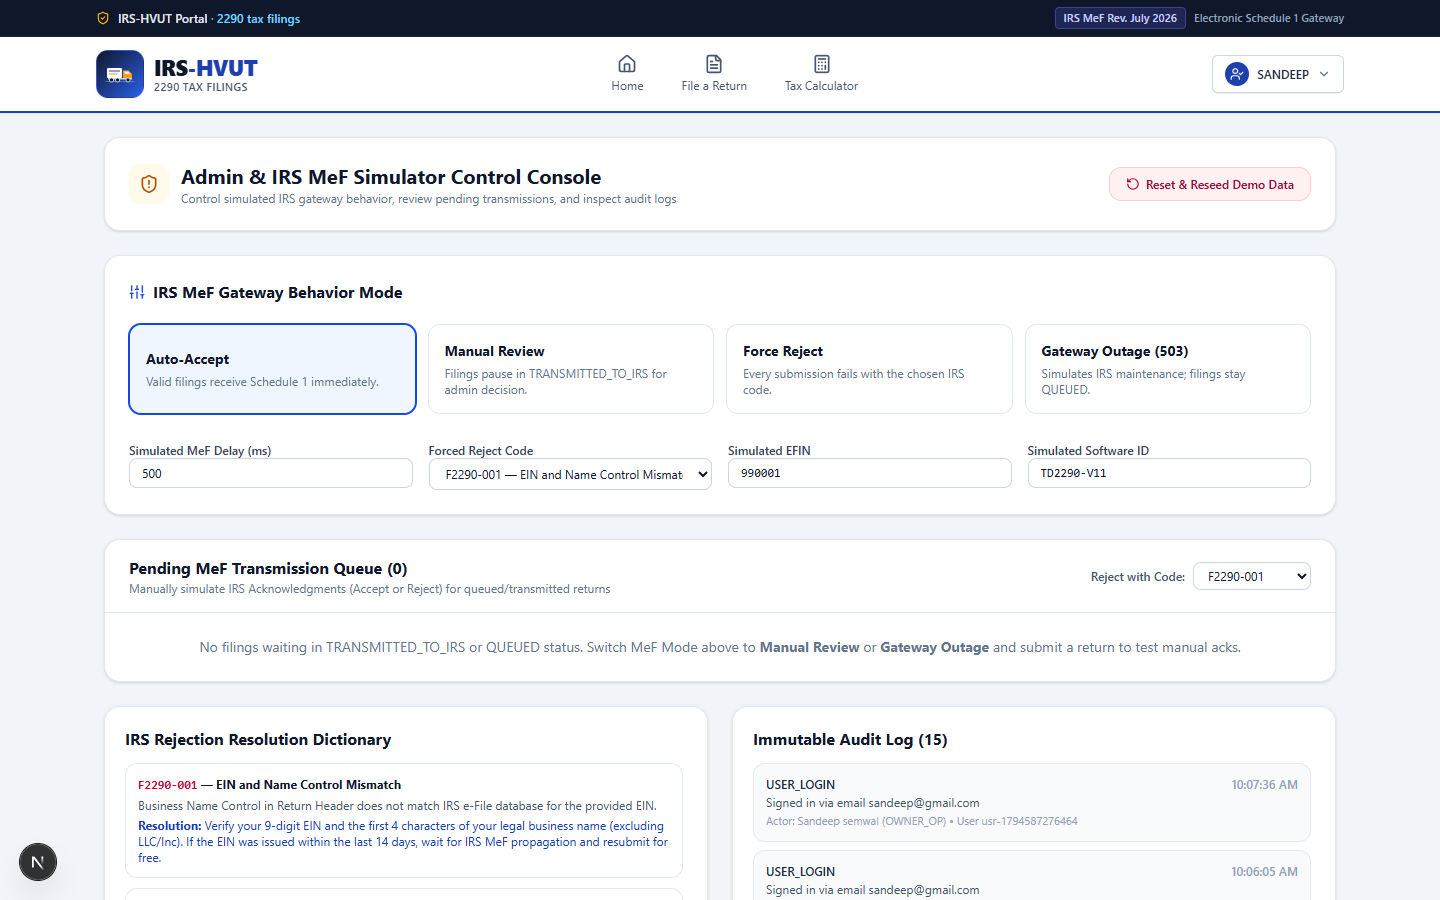 IRS-HVUT Portal · 2290 tax filings
IRS MeF Rev. July 2026
Electronic Schedule 1 Gateway
IRS-HVUT
2290 TAX FILINGS
Home
File a Return
Tax Calculator
SANDEEP
Admin & IRS MeF Simulator Control Console
Control simulated IRS gateway behavior, review pending transmissions, and inspect audit logs
Reset & Reseed Demo Data
IRS MeF Gateway Behavior Mode
Auto-Accept
Valid filings receive Schedule 1 immediately.
Manual Review
Filings pause in TRANSMITTED_TO_IRS for
admin decision.
Force Reject
Every submission fails with the chosen IRS
code.
Gateway Outage (503)
Simulates IRS maintenance; filings stay
QUEUED.
Simulated MeF Delay (ms)
500
Forced Reject Code
F2290-001 — EIN and Name Control Mismat
Simulated EFIN
990001
Simulated Software ID
TD2290-V11
Pending MeF Transmission Queue (0)
Manually simulate IRS Acknowledgments (Accept or Reject) for queued/transmitted returns
Reject with Code:
F2290-001
No filings waiting in TRANSMITTED_TO_IRS or QUEUED status. Switch MeF Mode above to Manual Review or Gateway Outage and submit a return to test manual acks.
IRS Rejection Resolution Dictionary
F2290-001 — EIN and Name Control Mismatch
Business Name Control in Return Header does not match IRS e-File database for the provided EIN.
Resolution: Verify your 9-digit EIN and the first 4 characters of your legal business name (excluding
LLC/Inc). If the EIN was issued within the last 14 days, wait for IRS MeF propagation and resubmit for
free.
Immutable Audit Log (15)
USER_LOGIN
10:07:36 AM
Signed in via email sandeep@gmail.com
Actor: Sandeep semwal (OWNER_OP) • User usr-1794587276464
USER_LOGIN
10:06:05 AM
Signed in via email sandeep@gmail.com
N